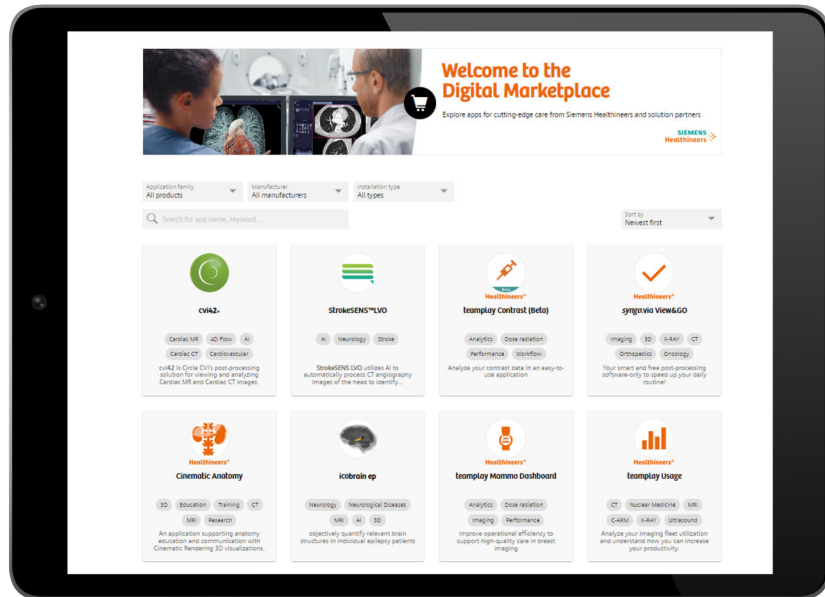 Welcome to the
Digital Marketplace
Explore apps for cutting-edge care from Siemens Healthineers and solution partners
SIEMENS
Healthineers
Application family
All products
Manufacturer
All manufacturers
Installation type
All types
Search for app name, keyword...
Sort by
Newest first
cvi42®
Cardiac MR 4D Flow AI
Cardiac CT Cardiovascular
cvi42 is Circle CVI's post-processing
solution for viewing and analyzing
Cardiac MR and Cardiac CT images.
StrokeSENS™LVO
AI Neurology Stroke
StrokeSENS LVO utilizes AI to
automatically process CT angiography
images of the head to identify...
Healthineers
teamplay Contrast (Beta)
Analytics Dose radiation
Performance Workflow
Analyze your contrast data in an easy-to-
use application
Healthineers
syngo.via View&GO
Imaging 3D X-RAY CT
Orthopedics Oncology
Your smart and free post-processing
software-only to speed up your daily
routine!
Healthineers
Cinematic Anatomy
3D Education Training CT
MRI Research
An application supporting anatomy
education and communication with
Cinematic Rendering 3D visualizations.
icobrain ep
Neurology Neurological Diseases
MRI AI 3D
objectively quantify relevant brain
structures in individual epilepsy patients
Healthineers
teamplay Mammo Dashboard
Analytics Dose radiation
Imaging Performance
Improve operational efficiency to
support high-quality care in breast
imaging
Healthineers
teamplay Usage
CT Nuclear Medicine MRI
C-ARM X-RAY Ultrasound
Analyze your imaging fleet utilization
and understand how you can increase
your productivity.